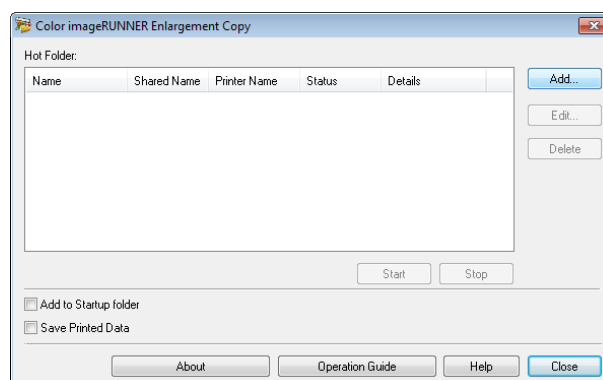 Color imageRUNNER Enlargement Copy
Hot Folder:
Name Shared Name Printer Name Status Details
Add...
Edit...
Delete
Start Stop
Add to Startup folder
Save Printed Data
About Operation Guide Help Close